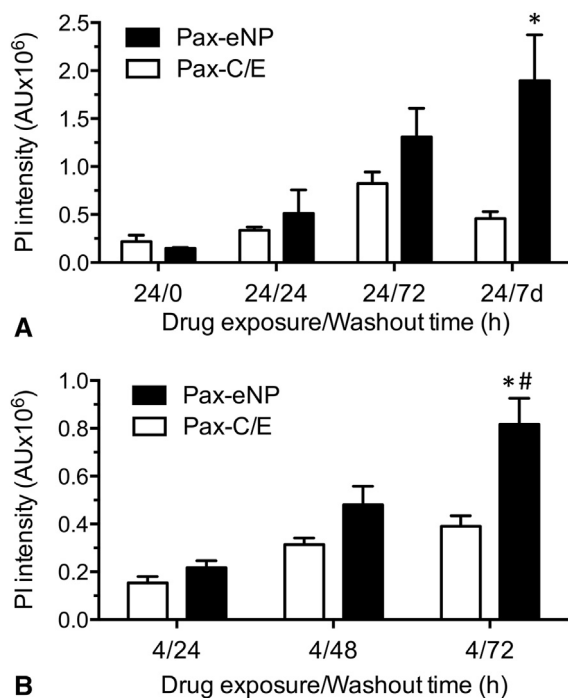 2.5
2.0
1.5
1.0
0.5
0.0
PI intensity (AUx10⁶)
Pax-eNP
Pax-C/E
*
24/0 24/24 24/72 24/7d
Drug exposure/Washout time (h)
A
1.0
0.8
0.6
0.4
0.2
0.0
PI intensity (AUx10⁶)
Pax-eNP
Pax-C/E
*#
4/24 4/48 4/72
Drug exposure/Washout time (h)
B